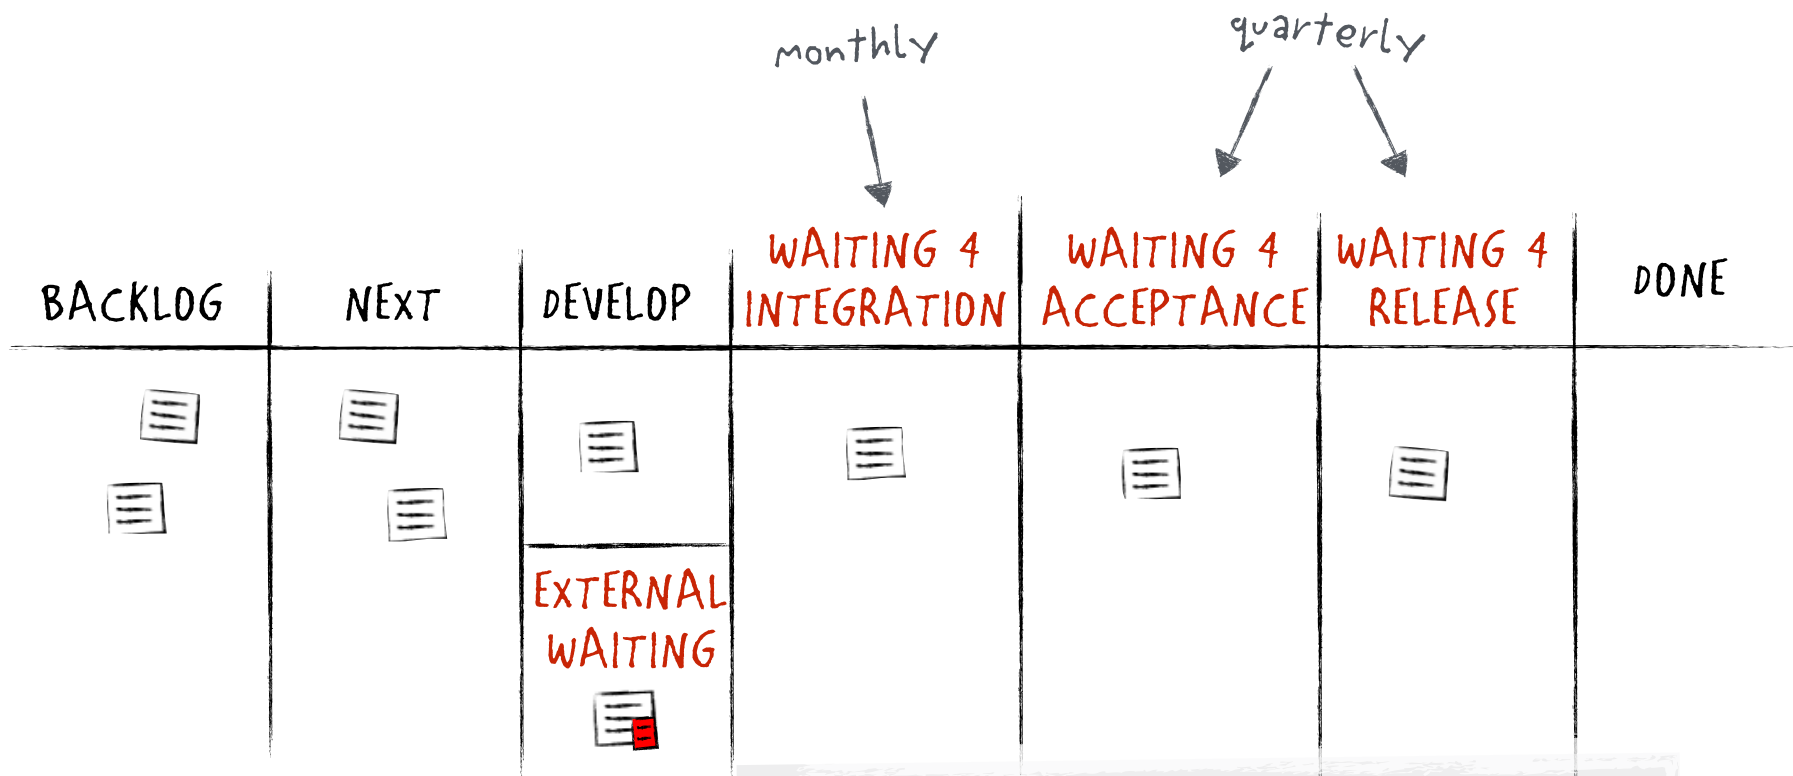 monthly
quarterly
BACKLOG
NEXT
DEVELOP
WAITING 4
INTEGRATION
WAITING 4
ACCEPTANCE
WAITING 4
RELEASE
DONE
EXTERNAL
WAITING